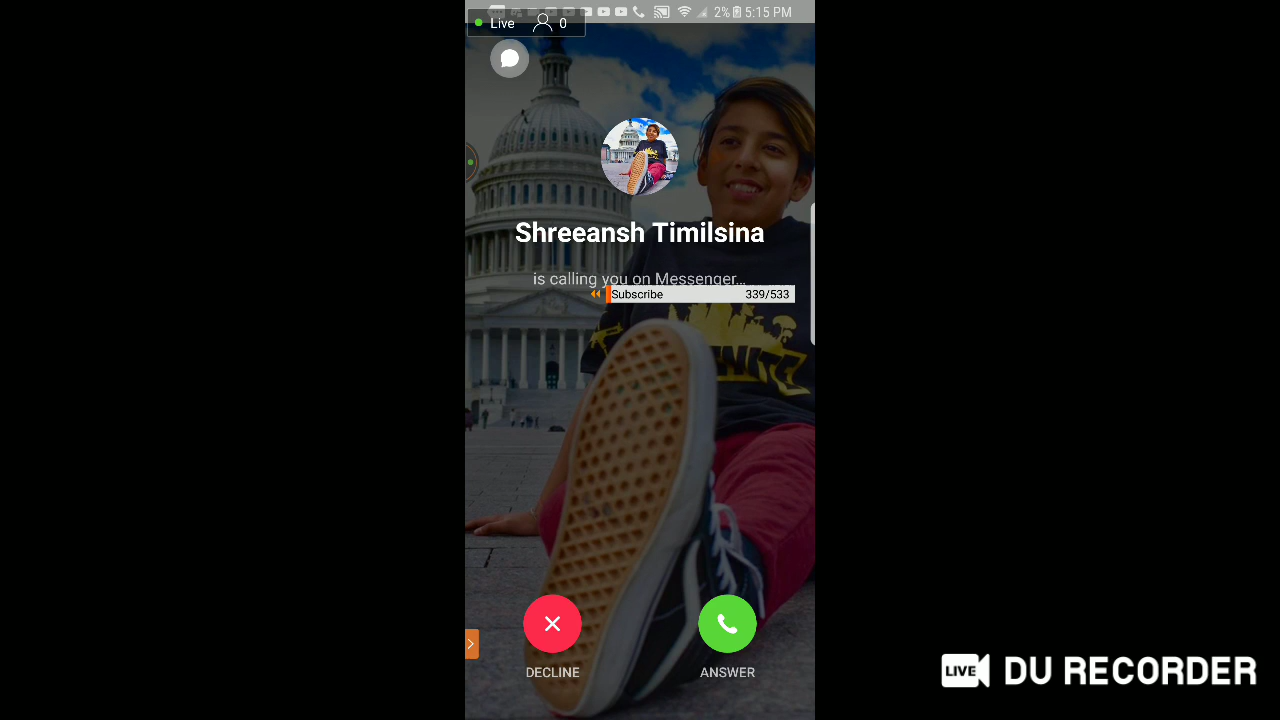 2% 5:15 PM
Live 0
Shreeansh Timilsina
is calling you on Messenger...
Subscribe 339/533
DECLINE ANSWER
LIVE DU RECORDER